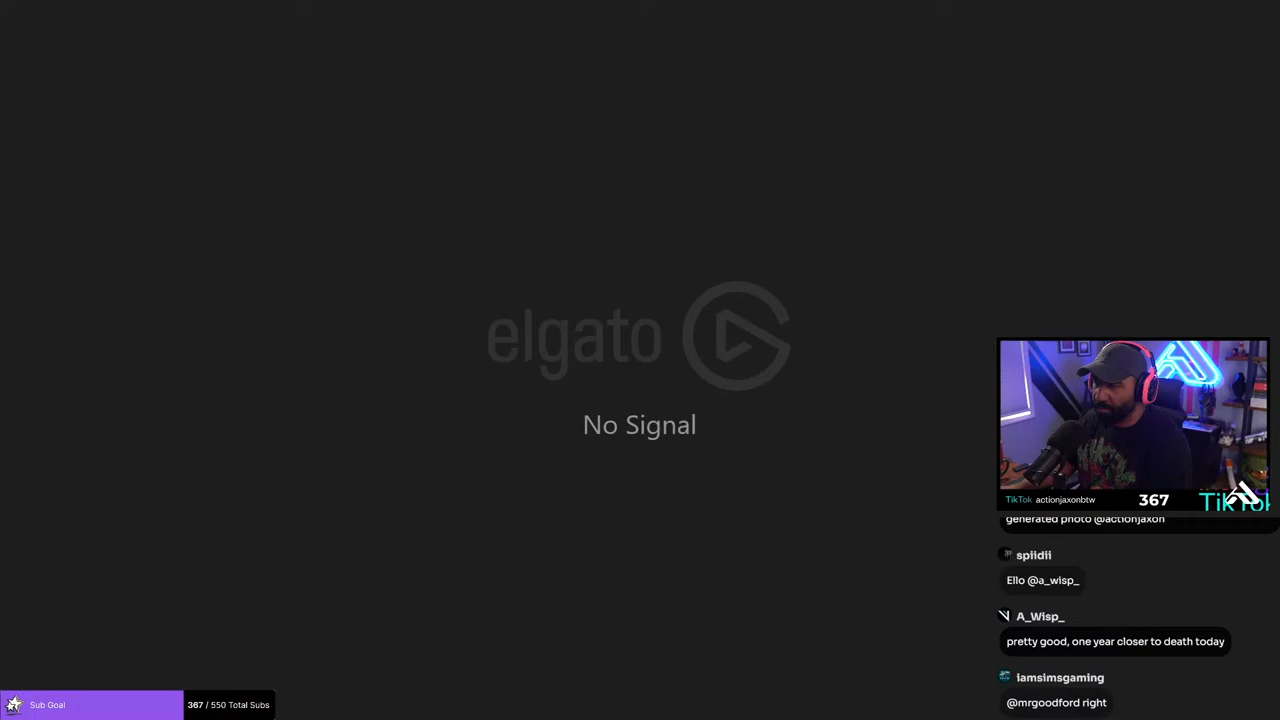 elgato
No Signal
TikTok actionjaxonbtw 367 TikTok
generated photo @actionjaxon
spiidii
Ello @a_wisp_
A_Wisp_
pretty good, one year closer to death today
iamsimsgaming
@mrgoodford right
Sub Goal 367 / 550 Total Subs